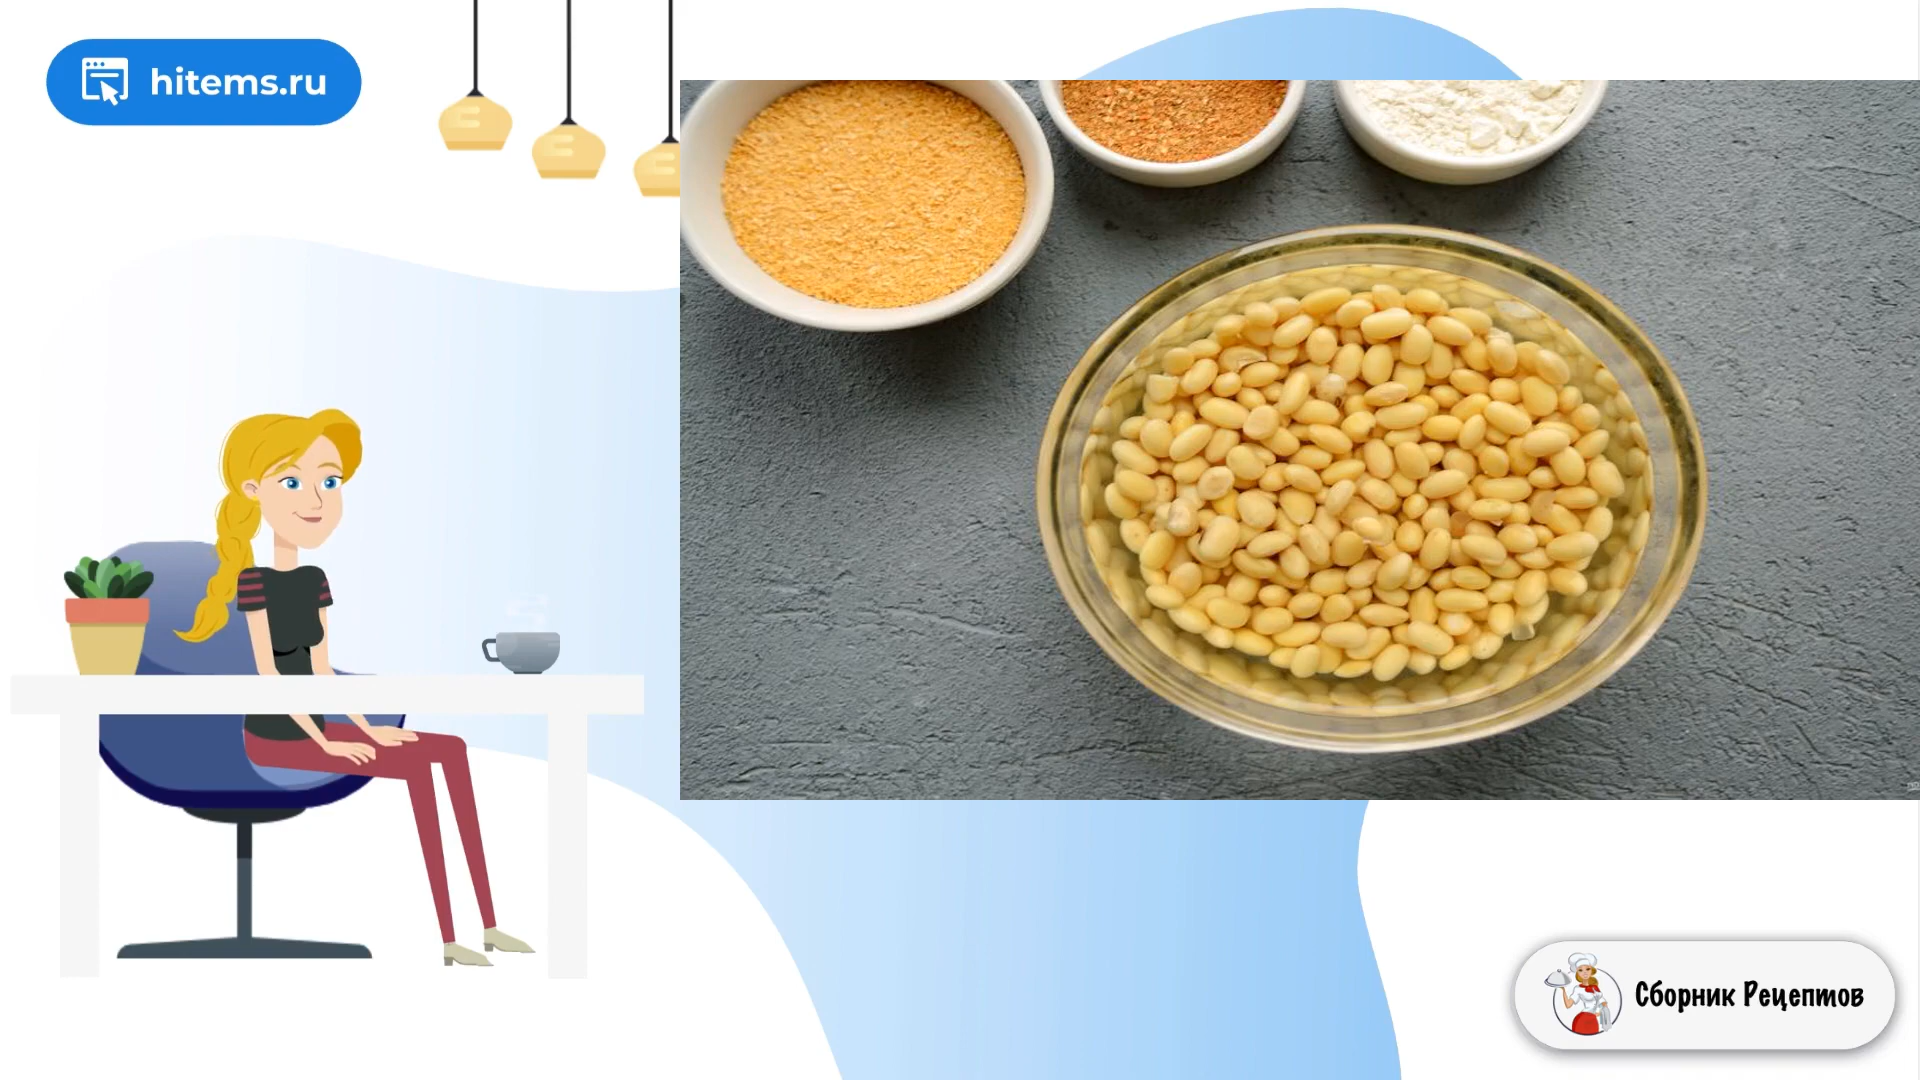 hitems.ru
Сборник Рецептов